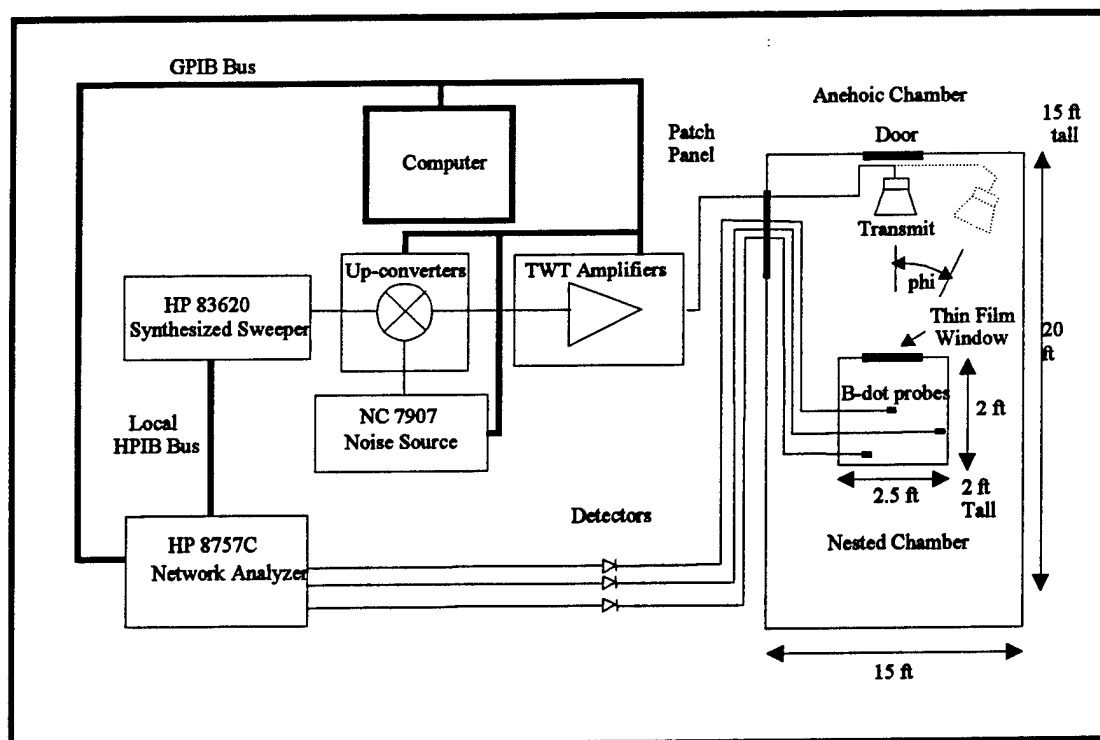 GPIB Bus
Anehoic Chamber
15 ft
tall
Patch
Panel
Door
Computer
Transmit
Up-converters
TWT Amplifiers
phi
HP 83620
Synthesized Sweeper
Thin Film
Window
20
ft
B-dot probes
NC 7907
Noise Source
2 ft
Local
HPIB Bus
2.5 ft
2 ft
Tall
Detectors
HP 8757C
Network Analyzer
Nested Chamber
15 ft